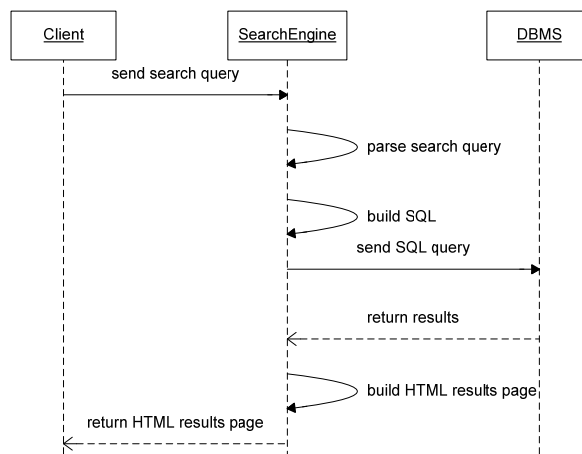 Client
SearchEngine
DBMS
send search query
parse search query
build SQL
send SQL query
return results
build HTML results page
return HTML results page